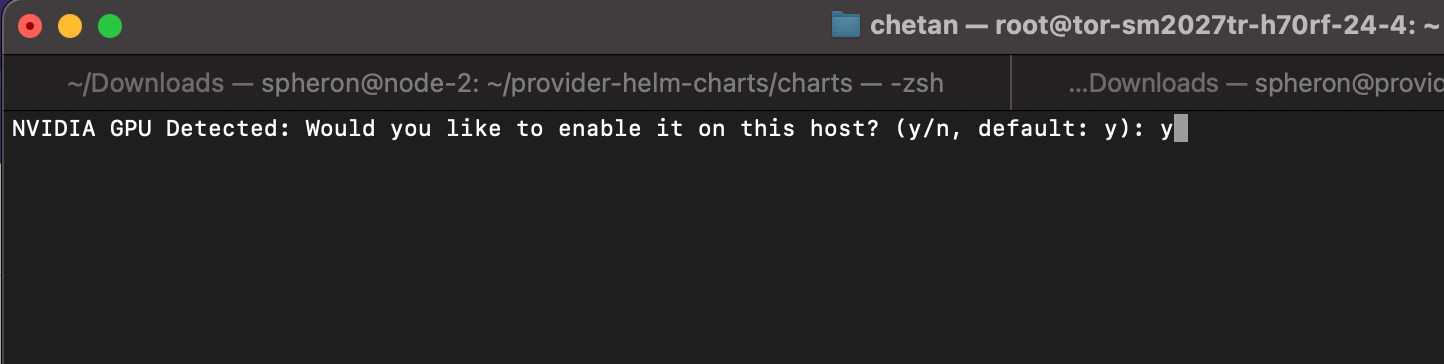 chetan — root@tor-sm2027tr-h70rf-24-4: ~
~/Downloads — spheron@node-2: ~/provider-helm-charts/charts — -zsh
...Downloads — spheron@provid
NVIDIA GPU Detected: Would you like to enable it on this host? (y/n, default: y): y